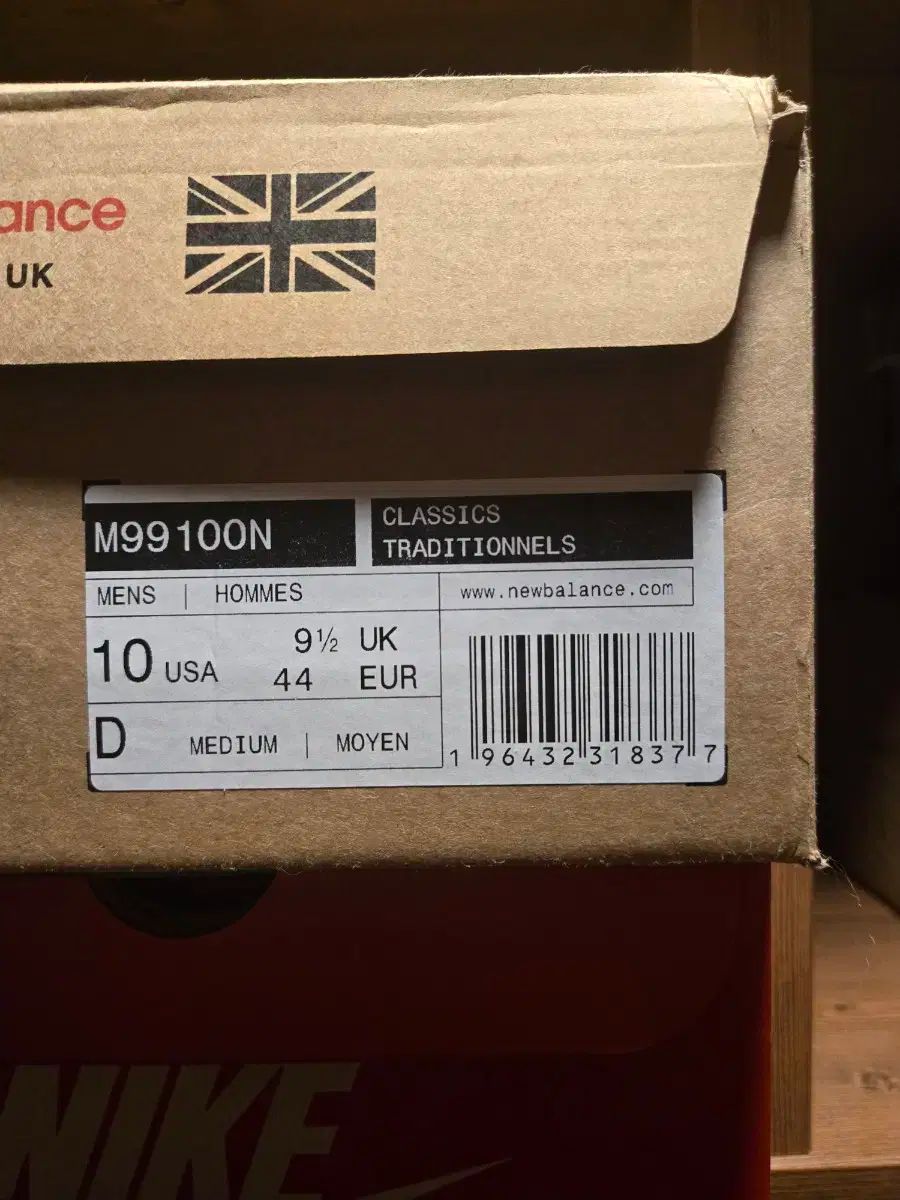 ance
UK
M99100N
CLASSICS
TRADITIONNELS
MENS | HOMMES
www.newbalance.com
10 USA
9½ UK
44 EUR
D
MEDIUM | MOYEN
1 96432 31837 7
NIKE